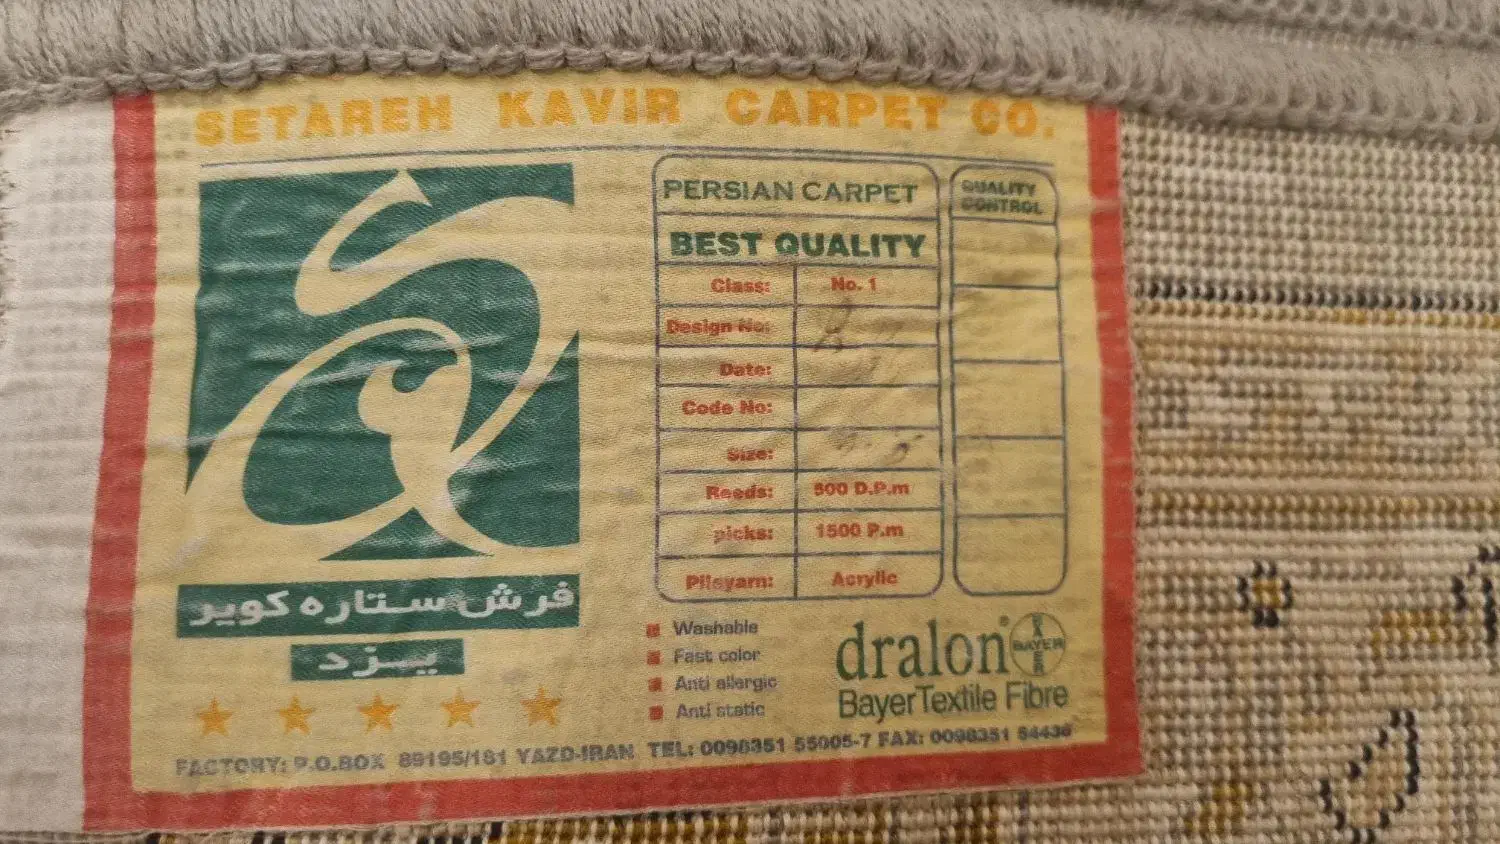 SETAREH KAVIR CARPET CO.
PERSIAN CARPET
BEST QUALITY
Class: No. 1
Design No:
Date:
Code No:
Size:
Reeds: 500 D.P.m
picks: 1500 P.m
Pileyarn: Acrylic
QUALITY
CONTROL
فرش ستاره کویر
یزد
Washable
Fast color
Anti allergic
Anti static
dralon®
BAYER
Bayer Textile Fibre
FACTORY: P.O.BOX 89195/181 YAZD-IRAN TEL: 0098351 55005-7 FAX: 0098351 54436